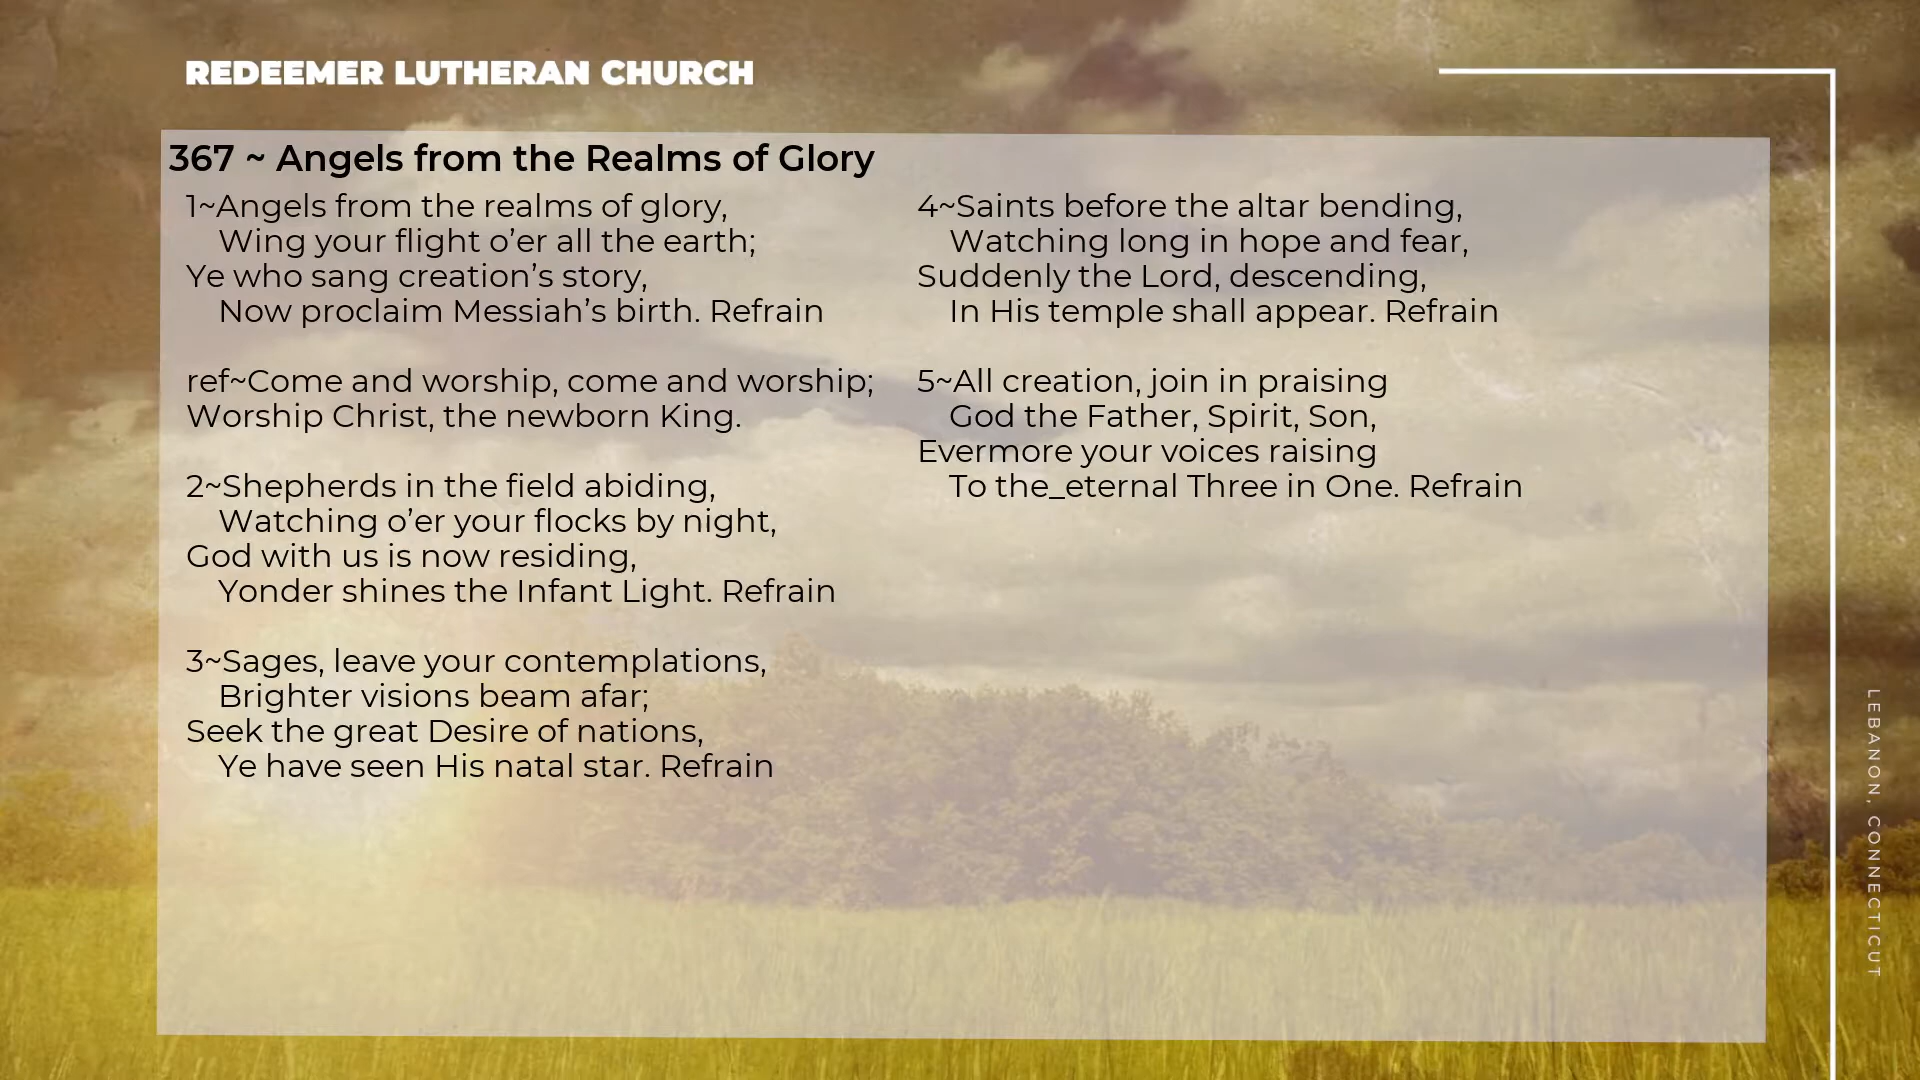 REDEEMER LUTHERAN CHURCH
367 ~ Angels from the Realms of Glory
1~Angels from the realms of glory,
Wing your flight o’er all the earth;
Ye who sang creation’s story,
Now proclaim Messiah’s birth. Refrain
ref~Come and worship, come and worship;
Worship Christ, the newborn King.
2~Shepherds in the field abiding,
Watching o’er your flocks by night,
God with us is now residing,
Yonder shines the Infant Light. Refrain
3~Sages, leave your contemplations,
Brighter visions beam afar;
Seek the great Desire of nations,
Ye have seen His natal star. Refrain
4~Saints before the altar bending,
Watching long in hope and fear,
Suddenly the Lord, descending,
In His temple shall appear. Refrain
5~All creation, join in praising
God the Father, Spirit, Son,
Evermore your voices raising
To the_eternal Three in One. Refrain
LEBANON, CONNECTICUT